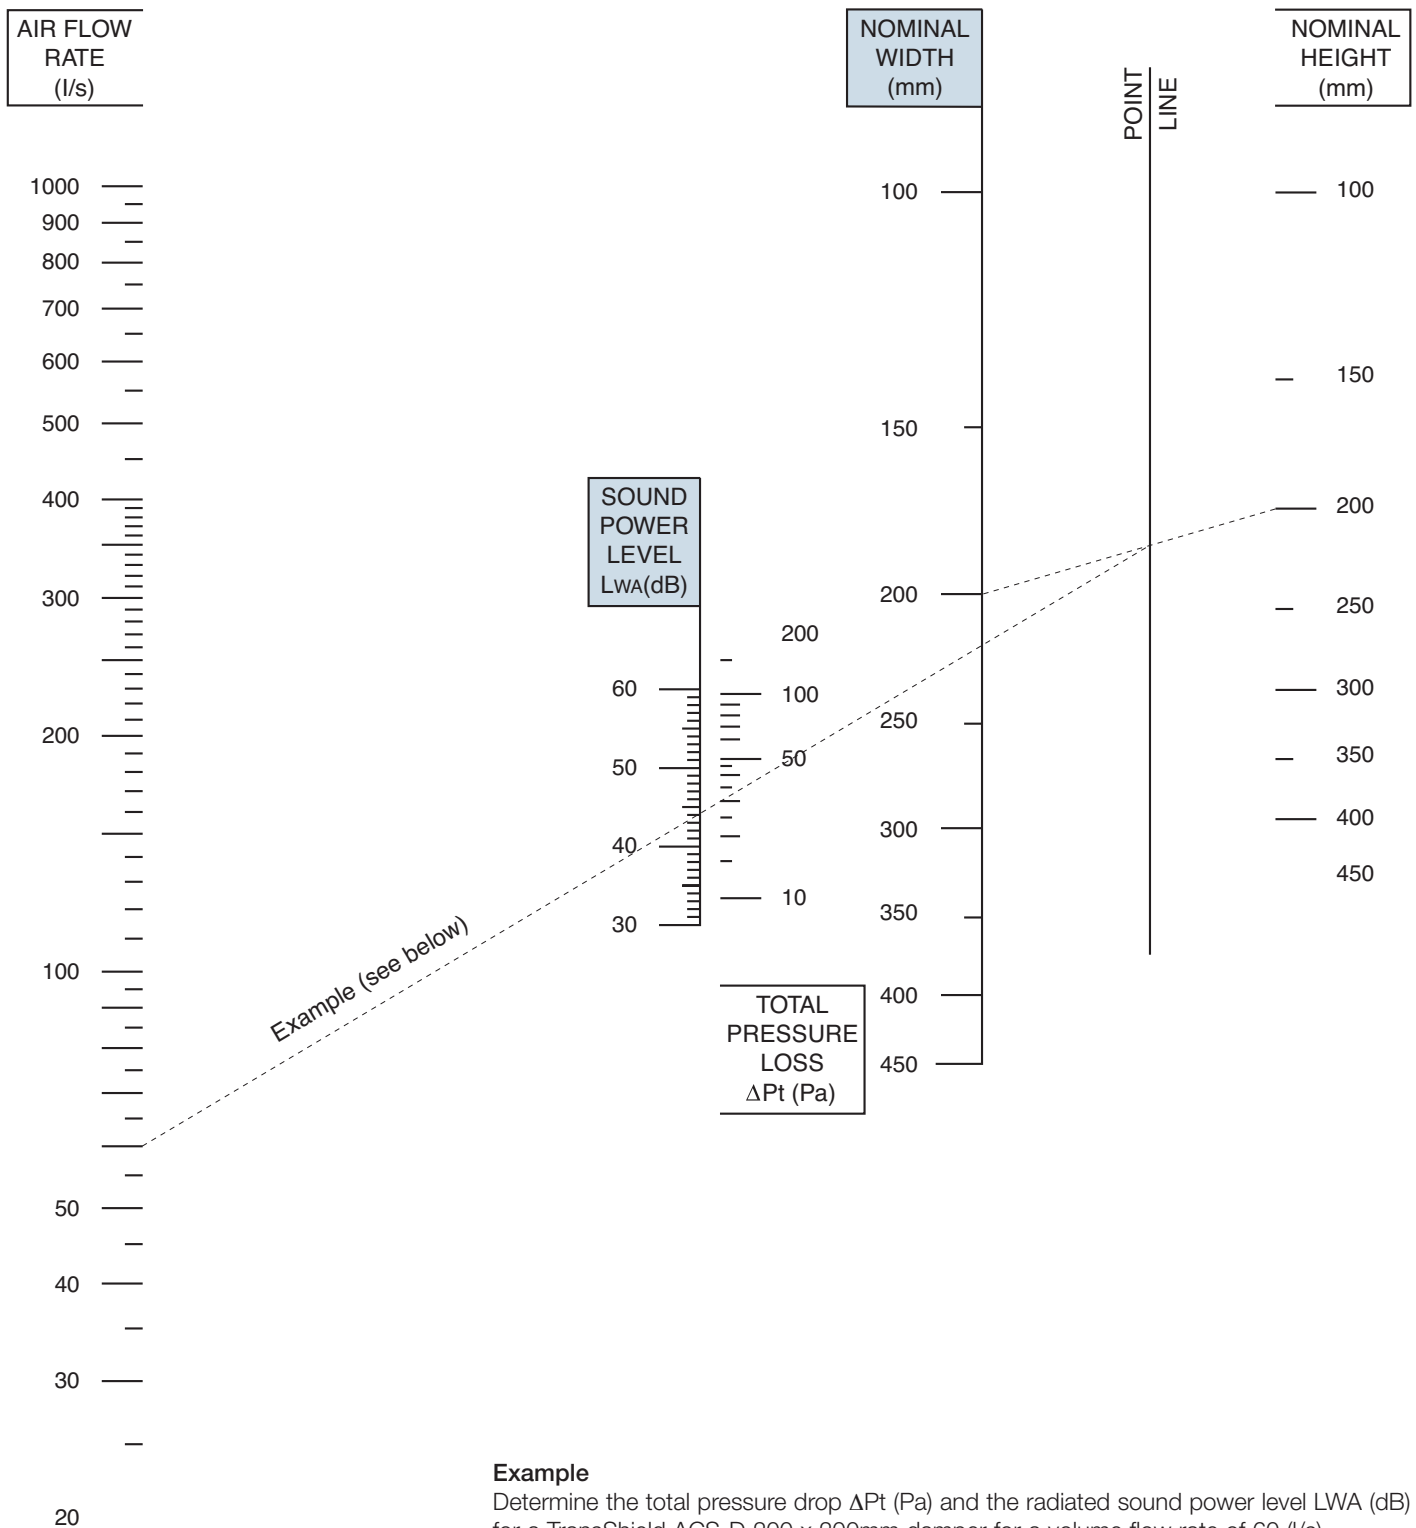 AIR FLOW
RATE
(l/s)
NOMINAL
WIDTH
(mm)
POINT
LINE
NOMINAL
HEIGHT
(mm)
1000
900
800
700
600
500
400
300
200
100
50
40
30
20
SOUND
POWER
LEVEL
LWA(dB)
60
50
40
30
200
100
50
10
TOTAL
PRESSURE
LOSS
ΔPt (Pa)
100
150
200
250
300
350
400
450
100
150
200
250
300
350
400
450
Example (see below)
Example
Determine the total pressure drop ΔPt (Pa) and the radiated sound power level LWA (dB)